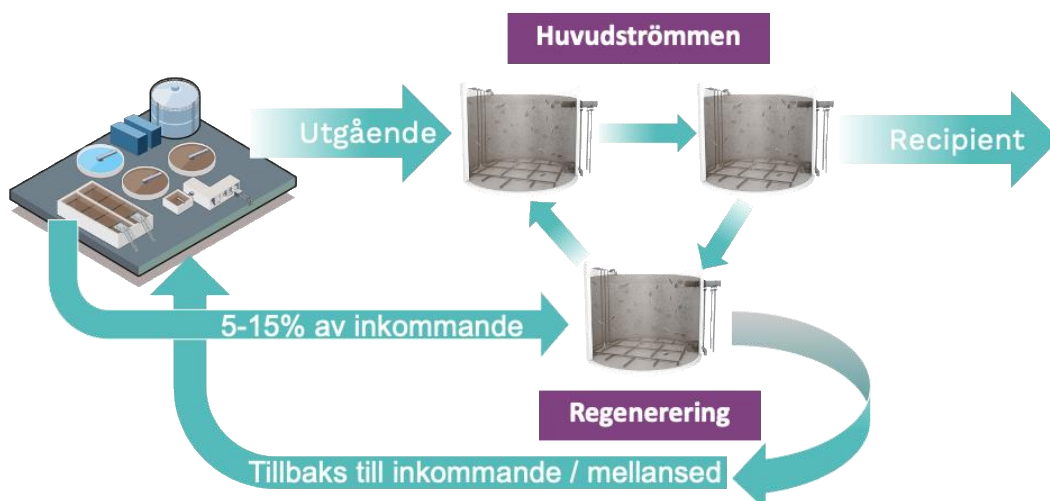 Huvudströmmen
Utgående
Recipient
5-15% av inkommande
Regenerering
Tillbaks till inkommande / mellansed